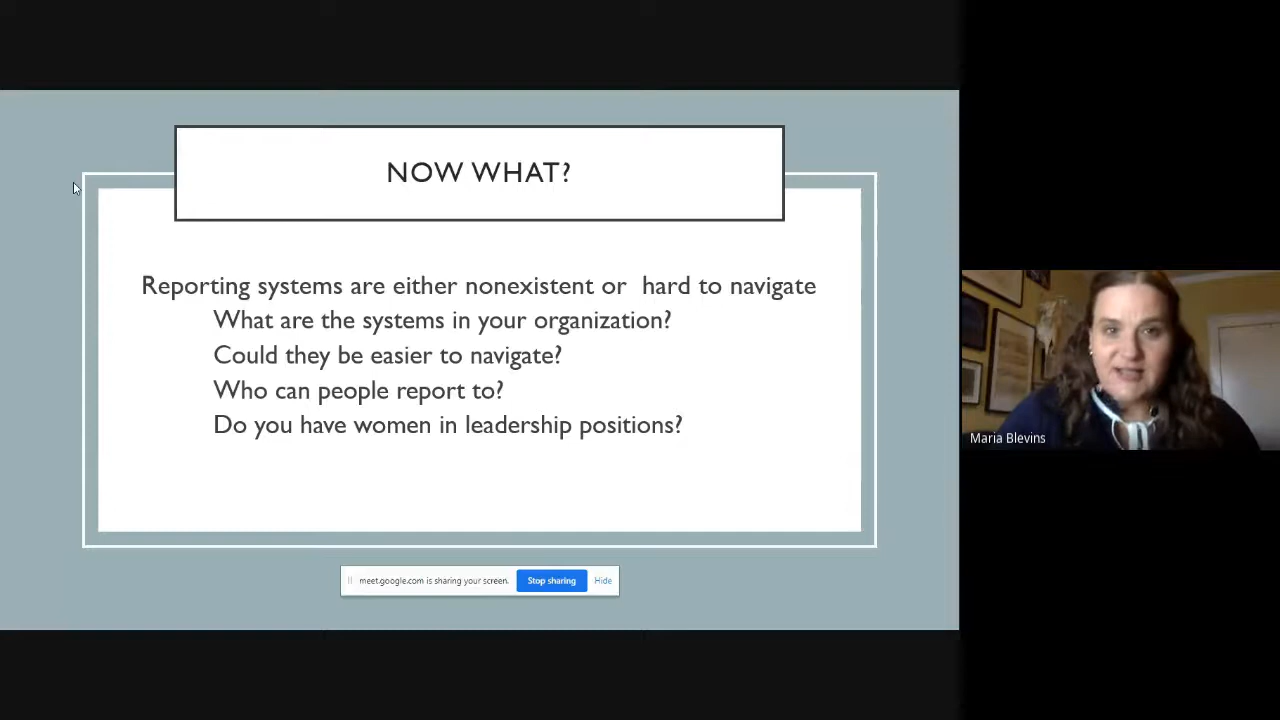 NOW WHAT?
Reporting systems are either nonexistent or  hard to navigate
What are the systems in your organization?
Could they be easier to navigate?
Who can people report to?
Do you have women in leadership positions?
Maria Blevins
meet.google.com is sharing your screen. Stop sharing Hide